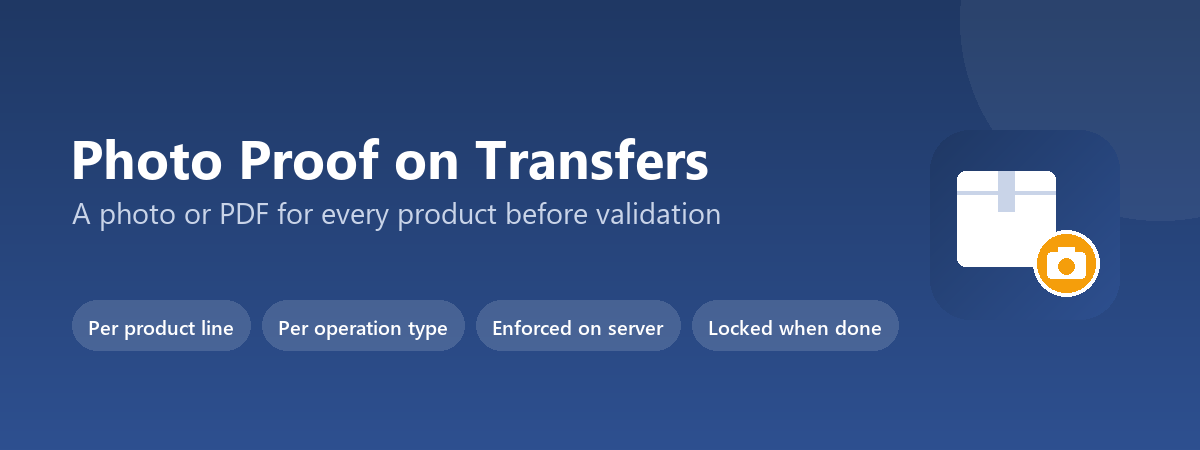 Photo Proof on Transfers
A photo or PDF for every product before validation
Per product line
Per operation type
Enforced on server
Locked when done